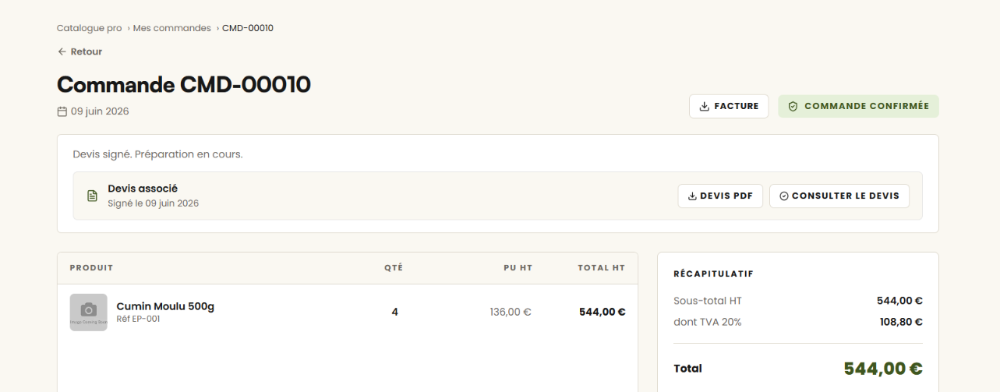 Catalogue pro › Mes commandes › CMD-00010
← Retour
Commande CMD-00010
09 juin 2026
FACTURE
COMMANDE CONFIRMÉE
Devis signé. Préparation en cours.
Devis associé
Signé le 09 juin 2026
DEVIS PDF
CONSULTER LE DEVIS
PRODUIT QTÉ PU HT TOTAL HT
Image Coming Soon
Cumin Moulu 500g
Réf EP-001
4 136,00 € 544,00 €
RÉCAPITULATIF
Sous-total HT 544,00 €
dont TVA 20% 108,80 €
Total 544,00 €